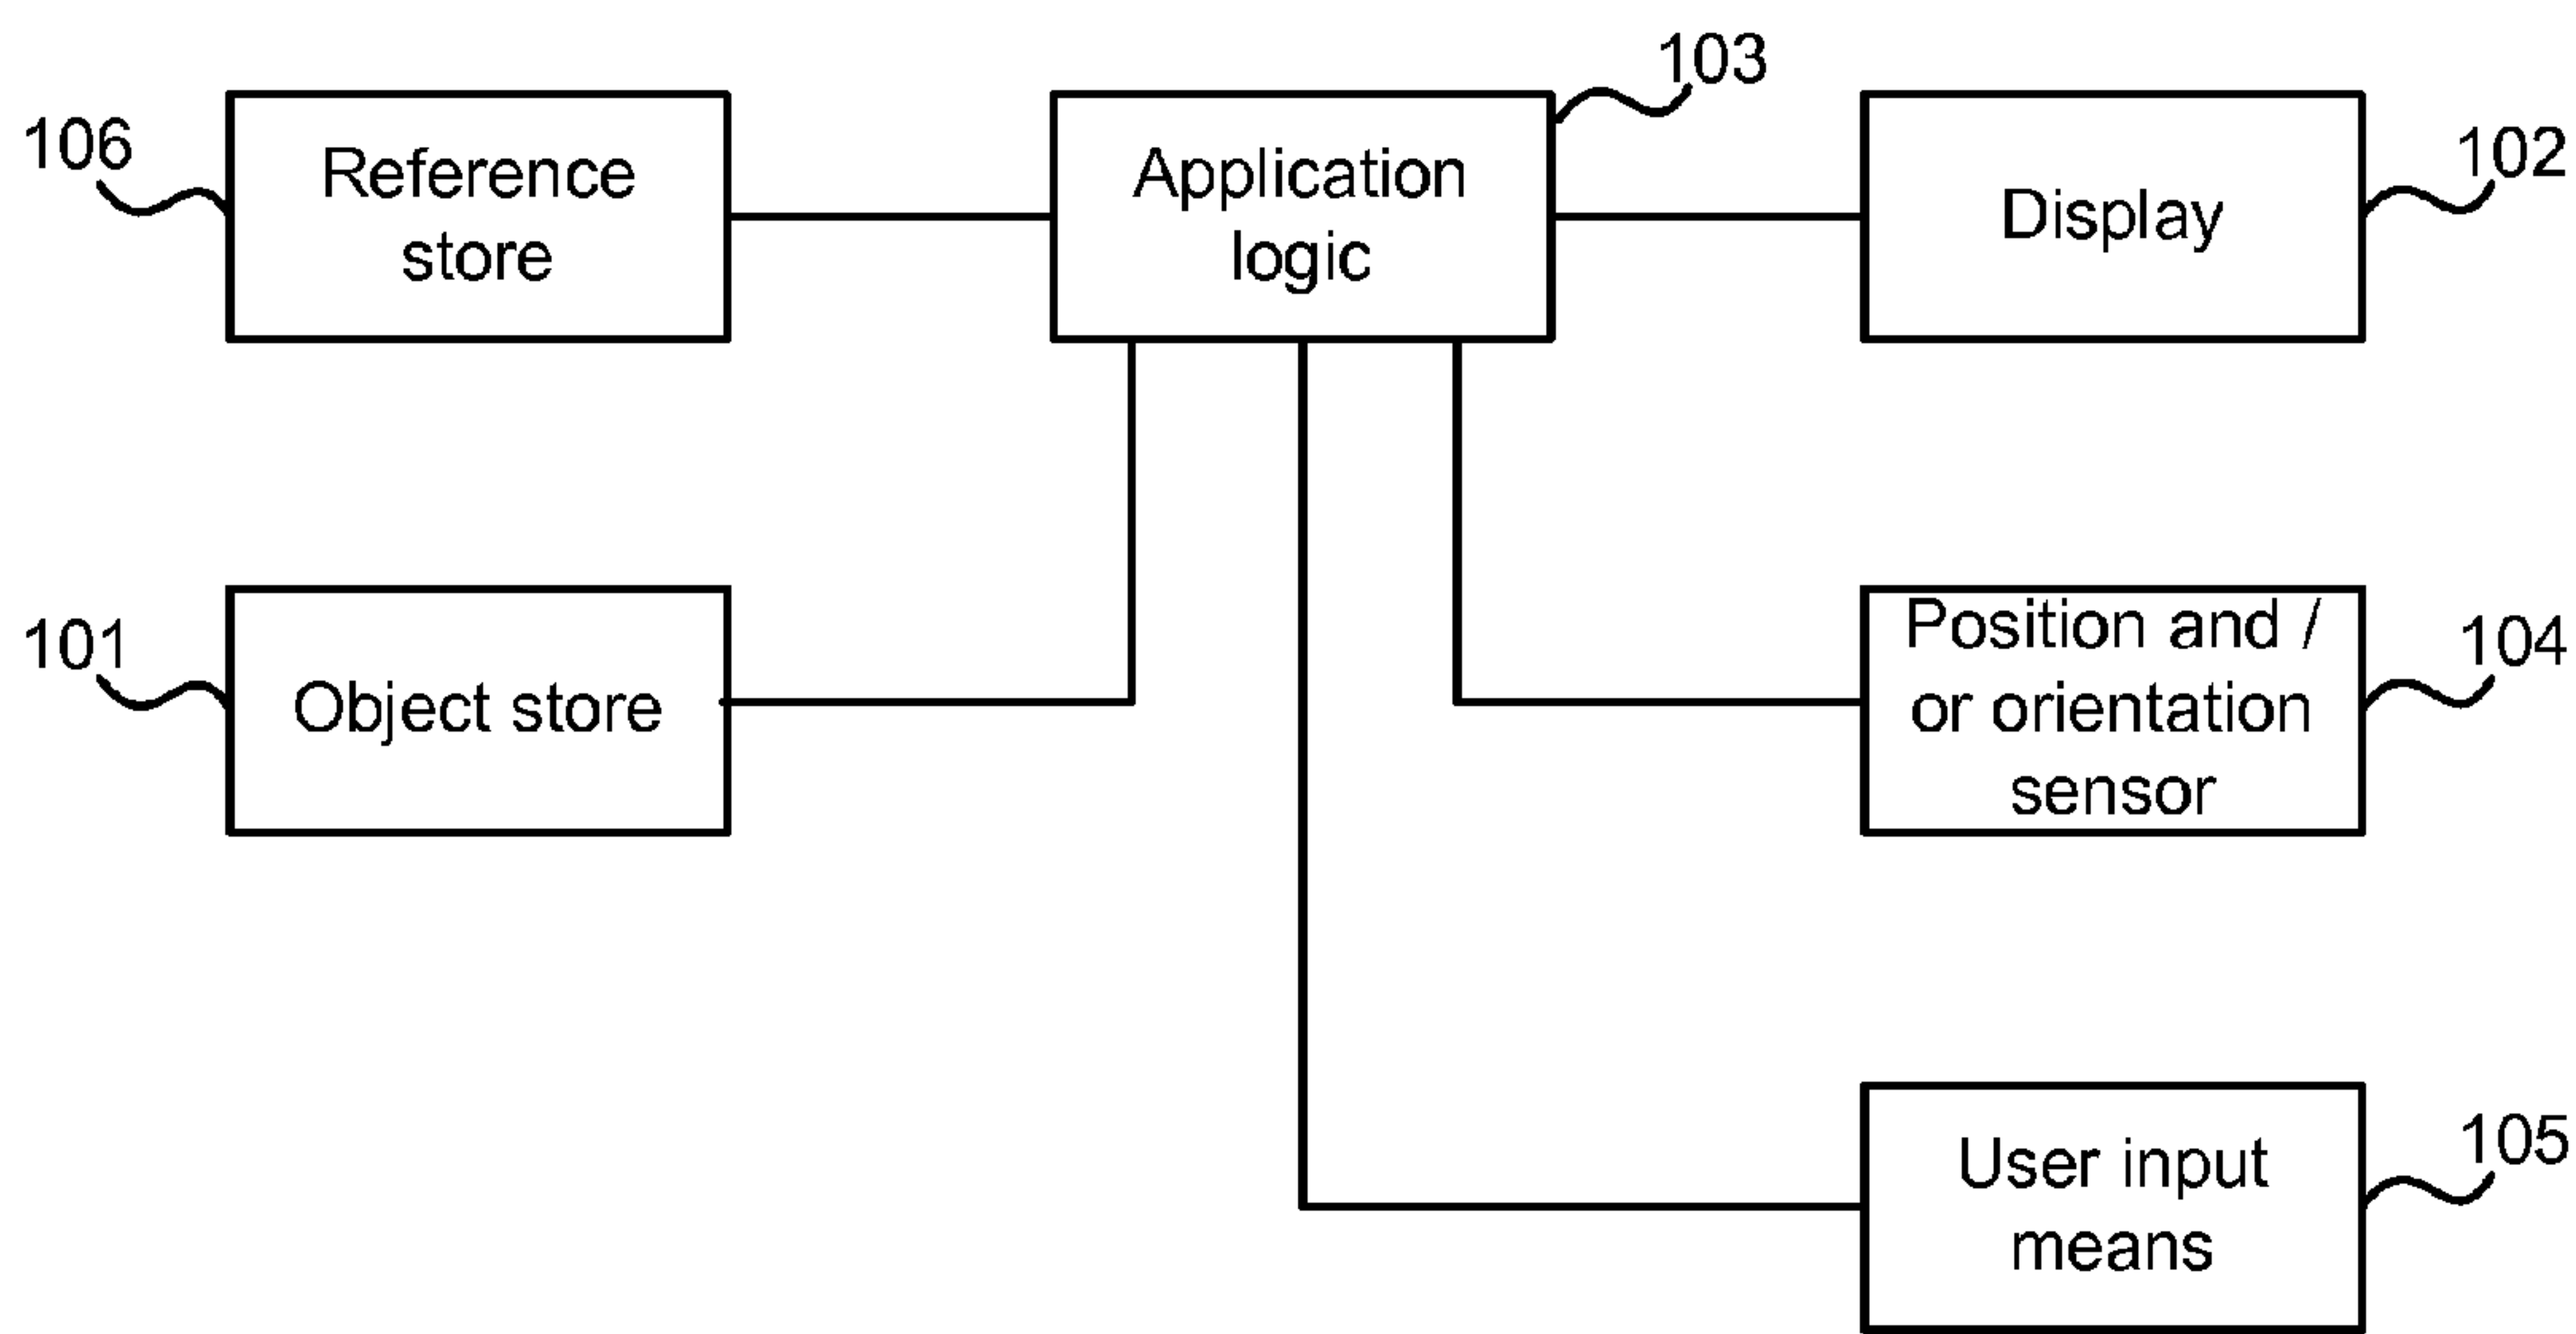 103
106
Reference
store
Application
logic
Display
102
101
Object store
Position and /
or orientation
sensor
104
User input
means
105